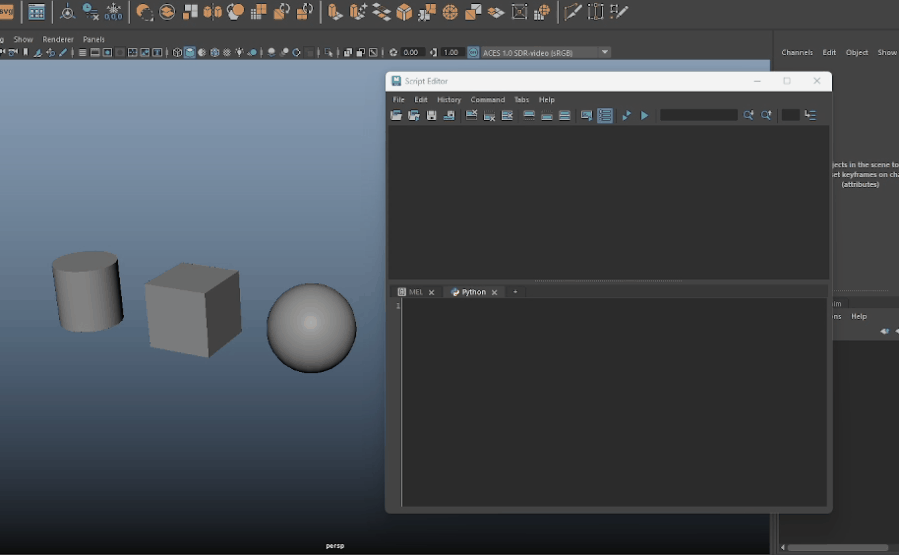 SVG
Show Renderer Panels
0.00 1.00 ACES 1.0 SDR-video (sRGB)
Channels Edit Object Show
Script Editor
File Edit History Command Tabs Help
jects in the scene to
set keyframes on cha
(attributes)
MEL Python +
1
Help
persp